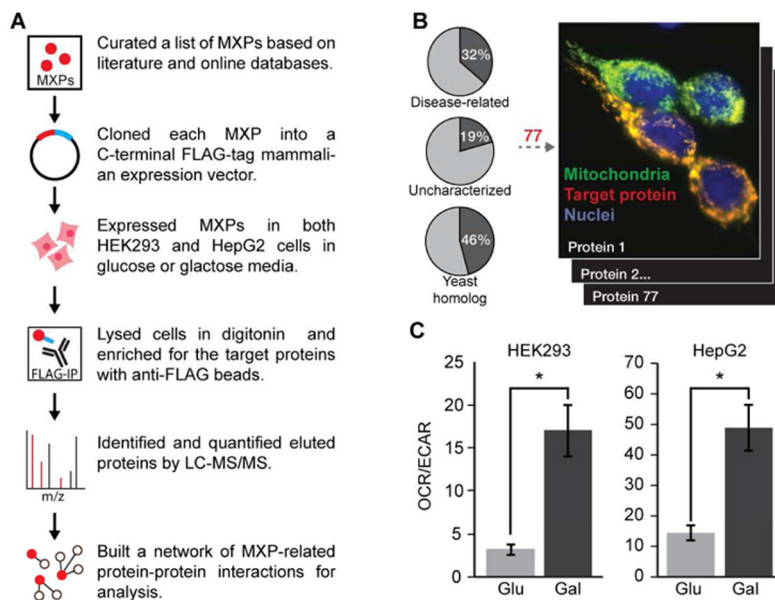 A
MXPs
Curated a list of MXPs based on
literature and online databases.
Cloned each MXP into a
C-terminal FLAG-tag mammali-
an expression vector.
Expressed MXPs in both
HEK293 and HepG2 cells in
glucose or glactose media.
FLAG-IP
Lysed cells in digitonin and
enriched for the target proteins
with anti-FLAG beads.
m/z
Identified and quantified eluted
proteins by LC-MS/MS.
Built a network of MXP-related
protein-protein interactions for
analysis.
B
32%
Disease-related
19%
Uncharacterized
46%
Yeast
homolog
77
Mitochondria
Target protein
Nuclei
Protein 1
Protein 2...
Protein 77
C
HEK293
OCR/ECAR
25
20
15
10
5
0
*
Glu Gal
HepG2
70
60
50
40
30
20
10
0
*
Glu Gal